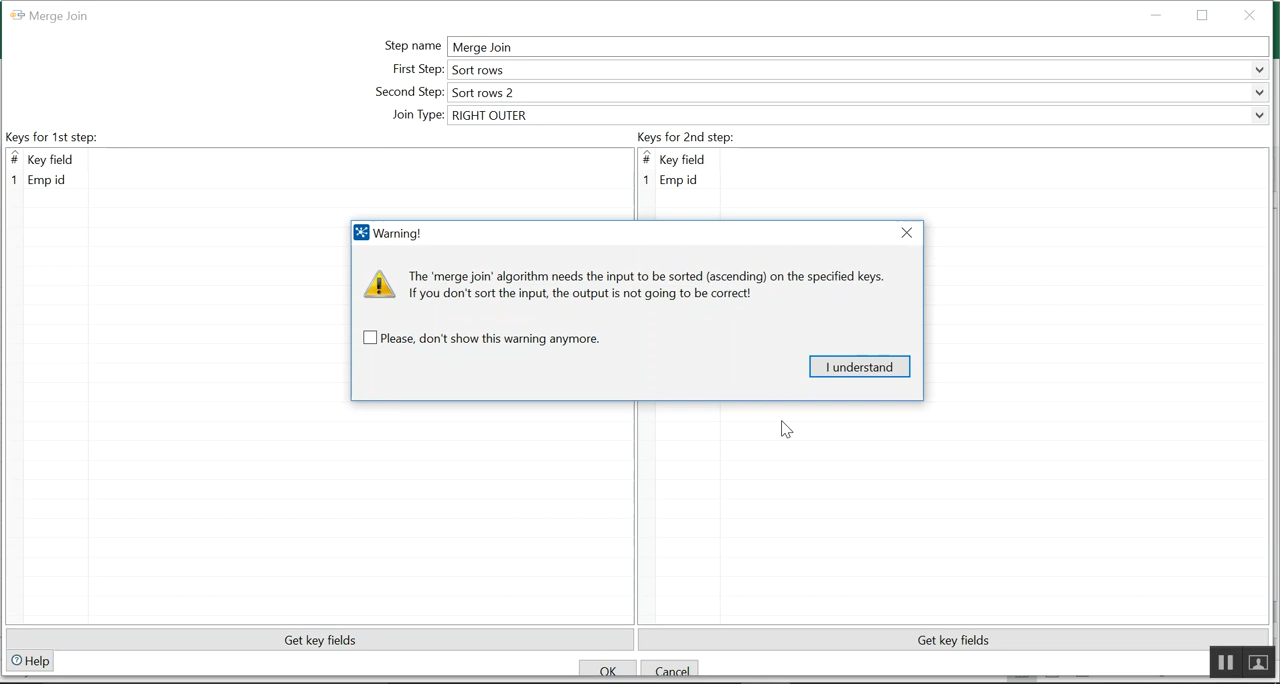 Merge Join
Step name Merge Join
First Step: Sort rows
Second Step: Sort rows 2
Join Type: RIGHT OUTER
Keys for 1st step:
Keys for 2nd step:
# Key field
1 Emp id
# Key field
1 Emp id
Warning!
The 'merge join' algorithm needs the input to be sorted (ascending) on the specified keys.
If you don't sort the input, the output is not going to be correct!
Please, don't show this warning anymore.
I understand
Get key fields
Get key fields
Help
OK
Cancel